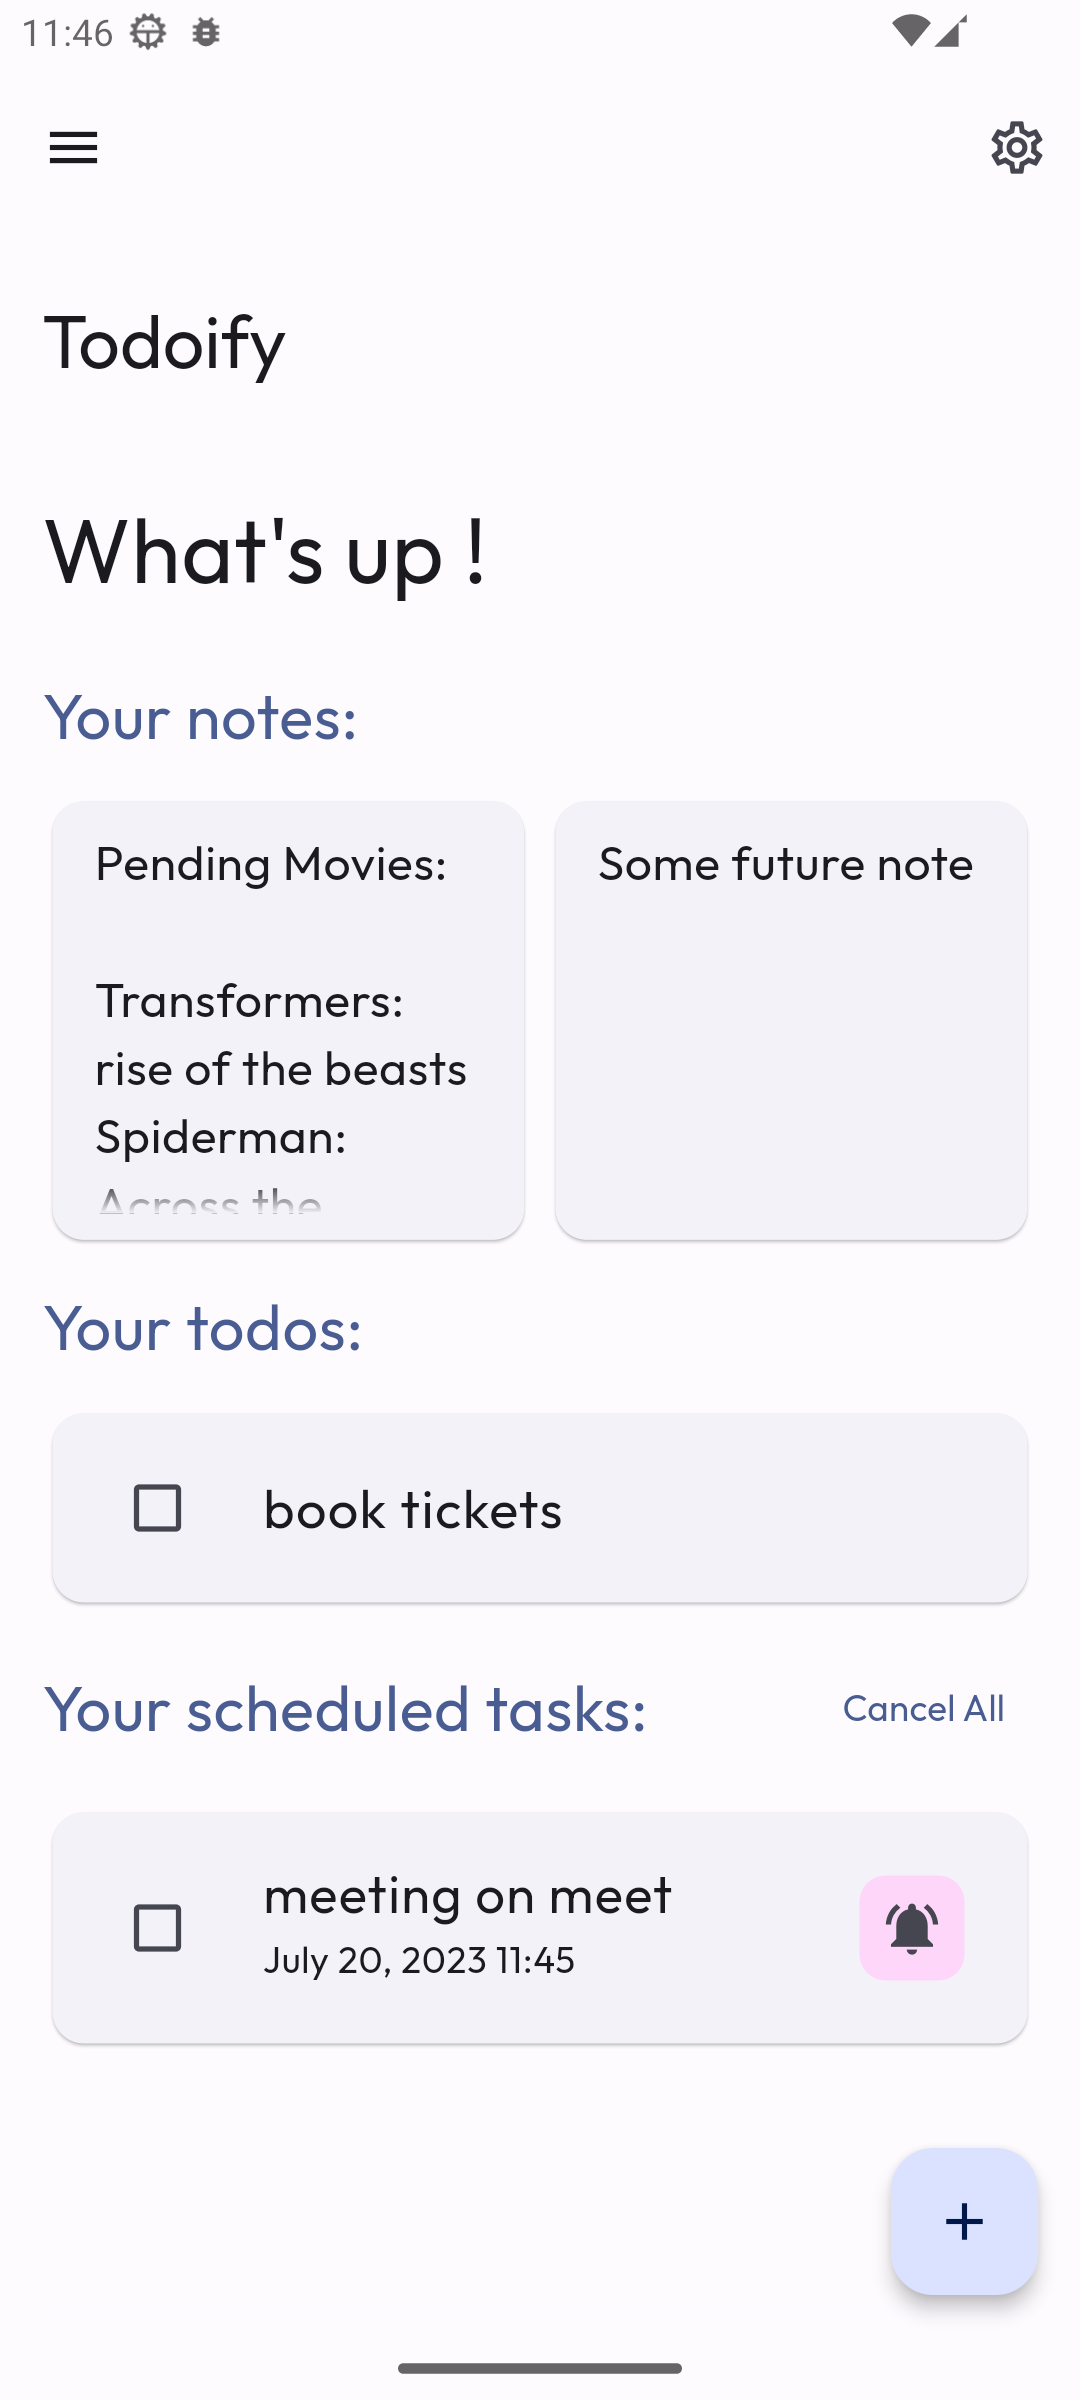 11:46
Todoify
What's up !
Your notes:
Pending Movies:
Transformers:
rise of the beasts
Spiderman:
Across the
Some future note
Your todos:
book tickets
Your scheduled tasks:
Cancel All
meeting on meet
July 20, 2023 11:45